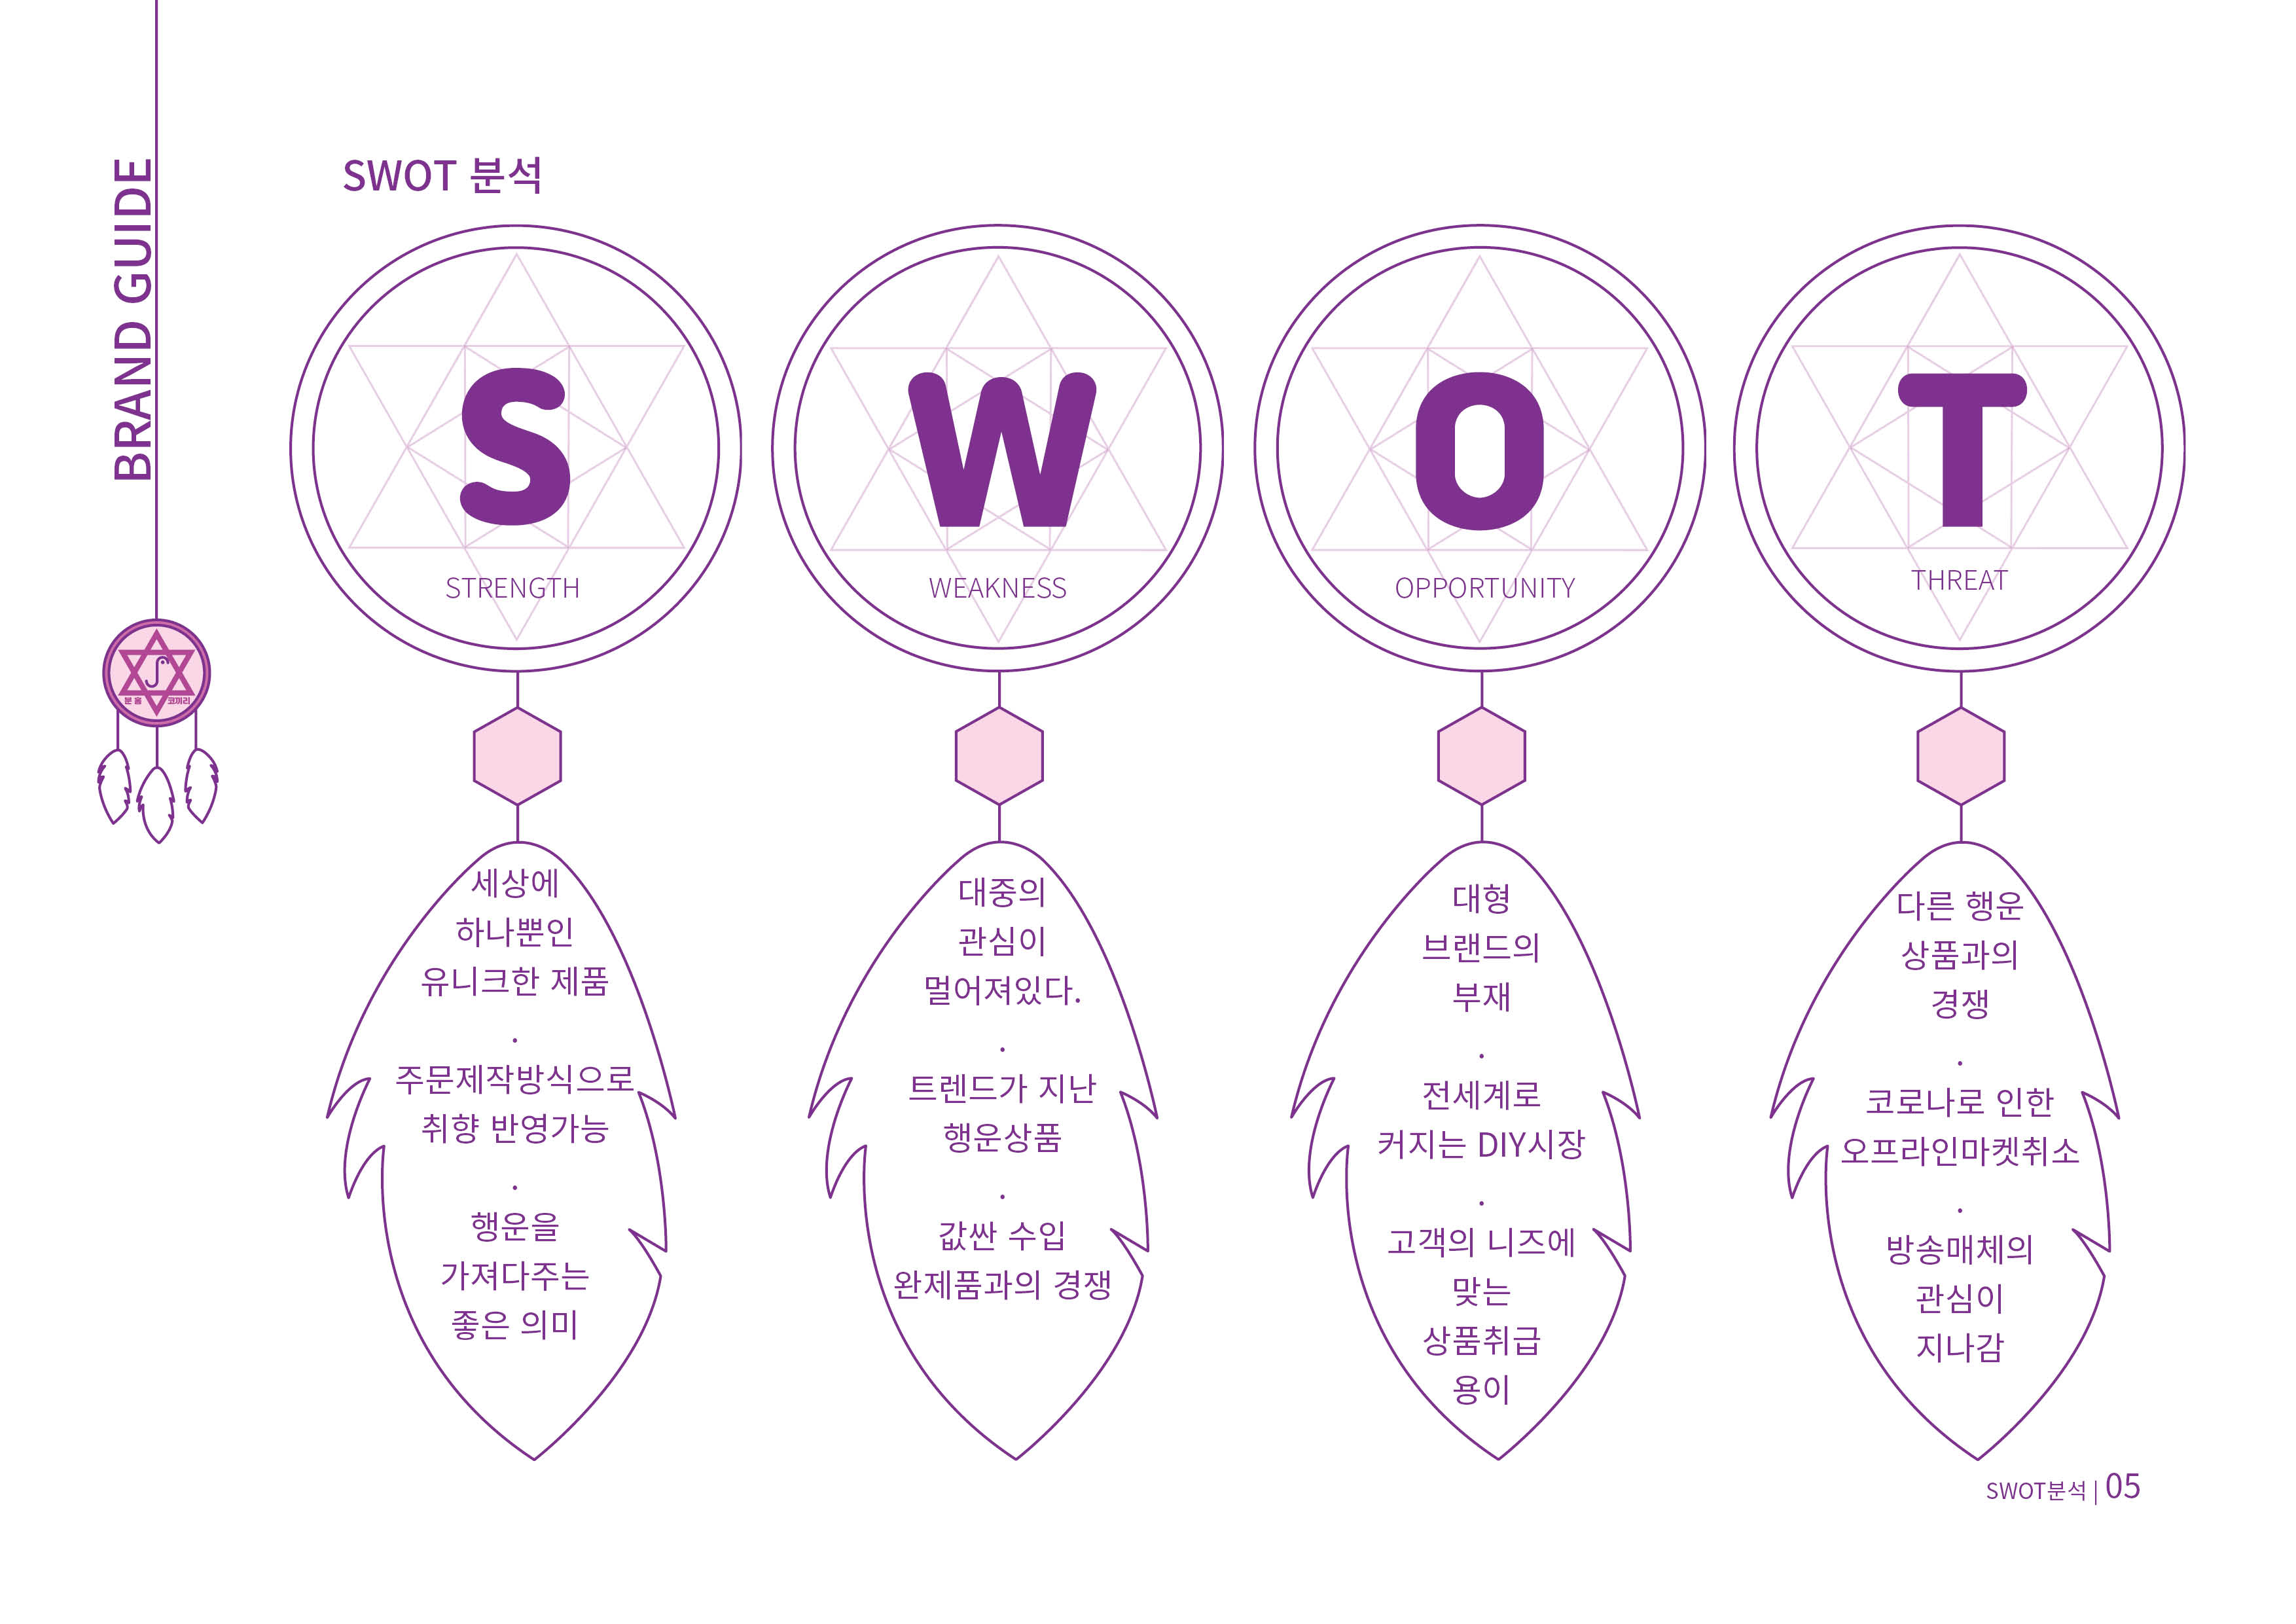 BRAND GUIDE
SWOT 분석
S
STRENGTH
세상에
하나뿐인
유니크한 제품
.
주문제작방식으로
취향 반영가능
.
행운을
가져다주는
좋은 의미
W
WEAKNESS
대중의
관심이
멀어져있다.
.
트렌드가 지난
행운상품
.
값싼 수입
완제품과의 경쟁
O
OPPORTUNITY
대형
브랜드의
부재
.
전세계로
커지는 DIY시장
.
고객의 니즈에
맞는
상품취급
용이
T
THREAT
다른 행운
상품과의
경쟁
.
코로나로 인한
오프라인마켓취소
.
방송매체의
관심이
지나감
분홍 코끼리
SWOT분석 | 05